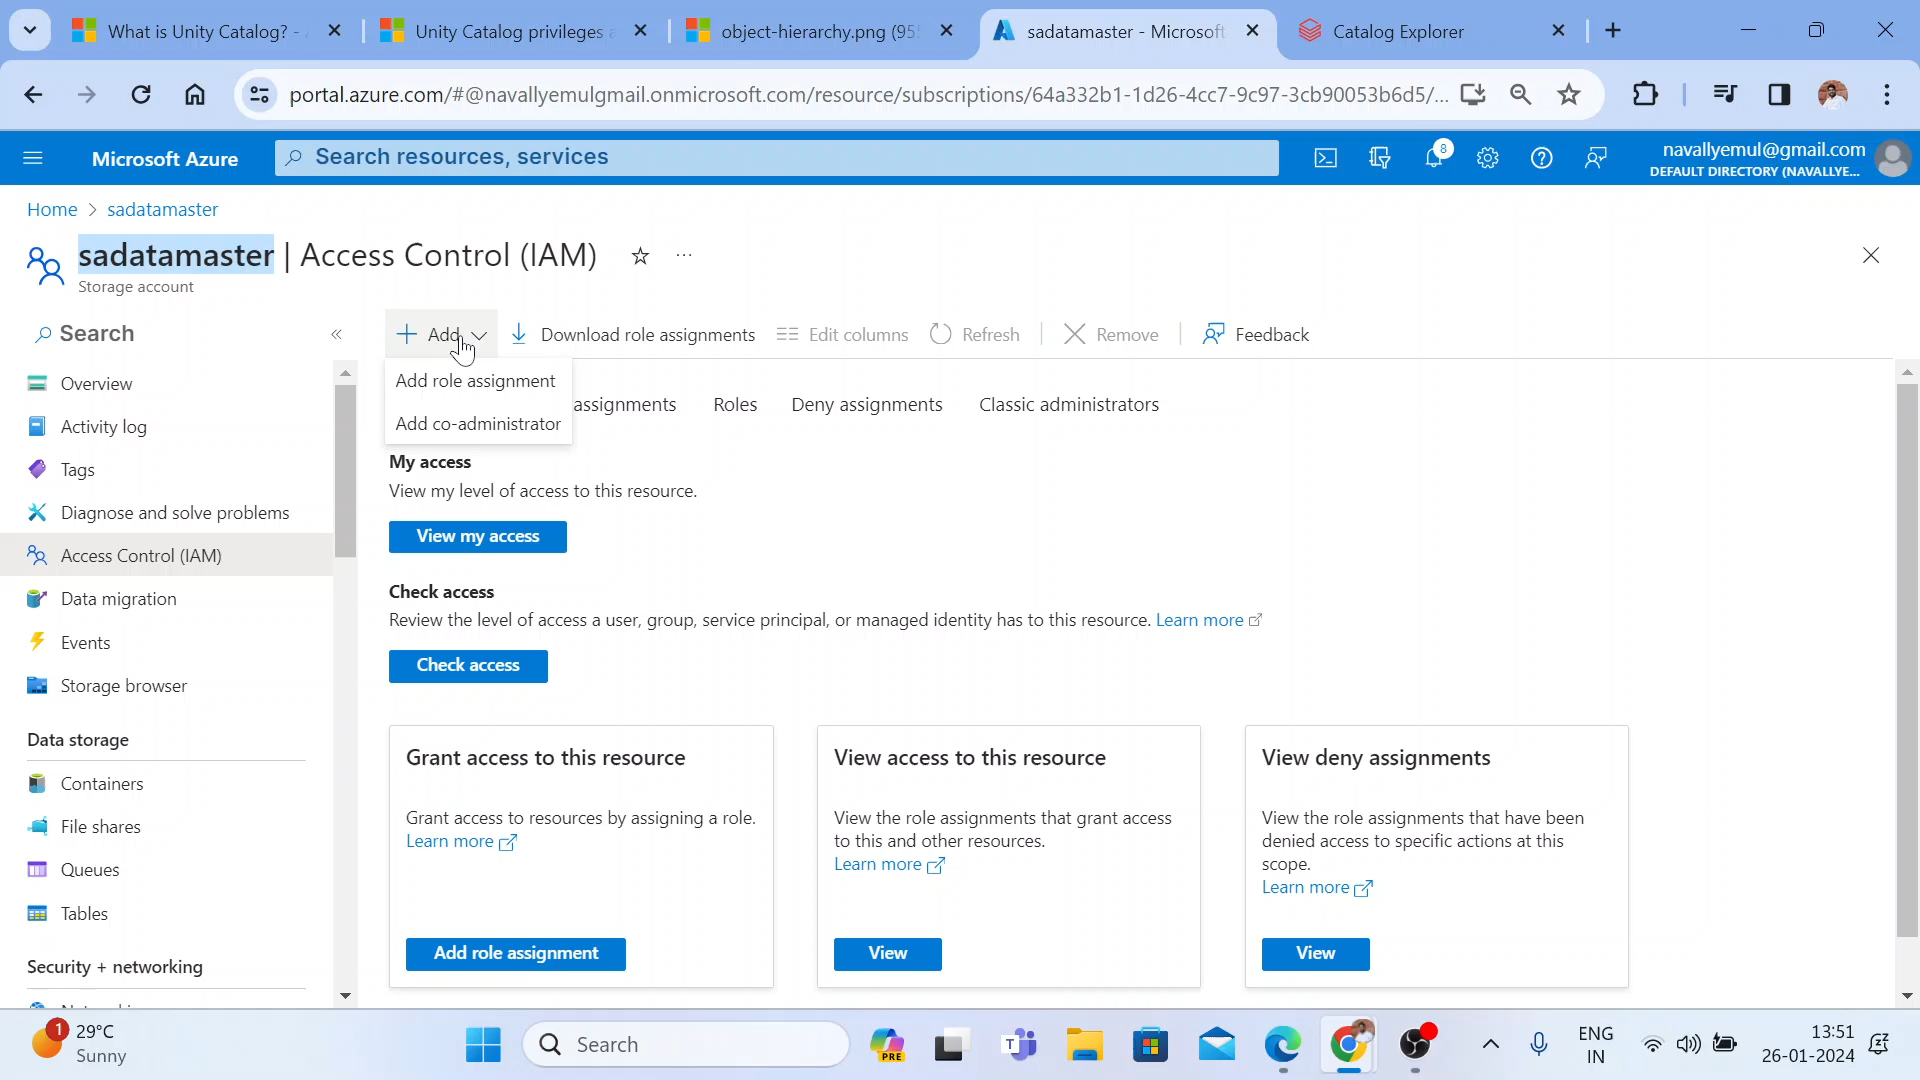 What is Unity Catalog? -
Unity Catalog privileges
object-hierarchy.png (95
sadatamaster - Microsoft
Catalog Explorer
portal.azure.com/#@navallyemulgmail.onmicrosoft.com/resource/subscriptions/64a332b1-1d26-4cc7-9c97-3cb90053b6d5/...
Microsoft Azure
Search resources, services
8
navallyemul@gmail.com
DEFAULT DIRECTORY (NAVALLYE...
Home > sadatamaster
sadatamaster | Access Control (IAM)
...
Storage account
Search
«
Add
Download role assignments
Edit columns
Refresh
Remove
Feedback
Add role assignment
Add co-administrator
assignments
Roles
Deny assignments
Classic administrators
Overview
Activity log
Tags
Diagnose and solve problems
Access Control (IAM)
Data migration
Events
Storage browser
Data storage
Containers
File shares
Queues
Tables
Security + networking
My access
View my level of access to this resource.
View my access
Check access
Review the level of access a user, group, service principal, or managed identity has to this resource. Learn more
Check access
Grant access to this resource
Grant access to resources by assigning a role.
Learn more
Add role assignment
View access to this resource
View the role assignments that grant access
to this and other resources.
Learn more
View
View deny assignments
View the role assignments that have been
denied access to specific actions at this
scope.
Learn more
View
1
29°C
Sunny
Search
PRE
ENG
IN
13:51
26-01-2024